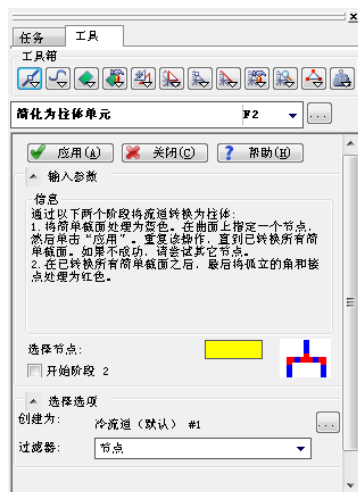 任务 工具
工具箱
简化为柱体单元 F2 ...
应用(A) 关闭(C) ? 帮助(H)
输入参数
信息
通过以下两个阶段将流道转换为柱体:
1. 将简单截面处理为蓝色。在曲面上指定一个节点,
然后单击“应用”。重复该操作，直到已转换所有简
单截面。如果不成功，请尝试其它节点。
2. 在已转换所有简单截面之后，最后将孤立的角和接
点处理为红色。
选择节点:
开始阶段 2
选择选项
创建为: 冷流道 (默认) #1 ...
过滤器: 节点